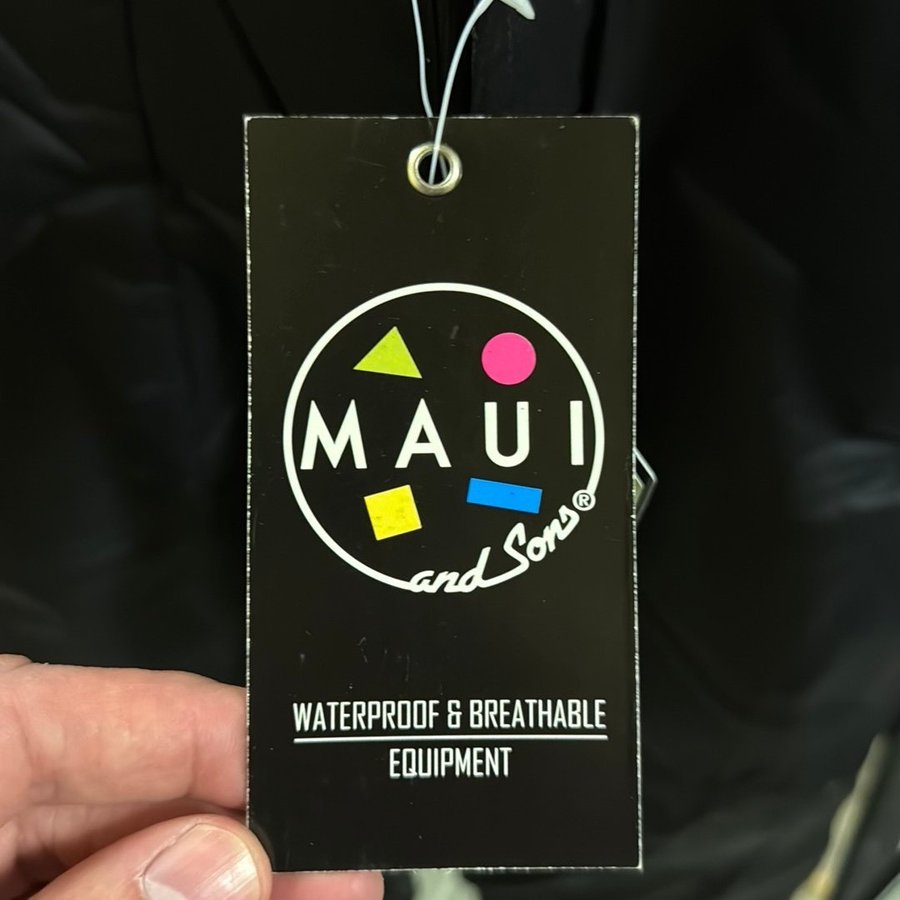 MAUI
and Sons®
WATERPROOF & BREATHABLE
EQUIPMENT